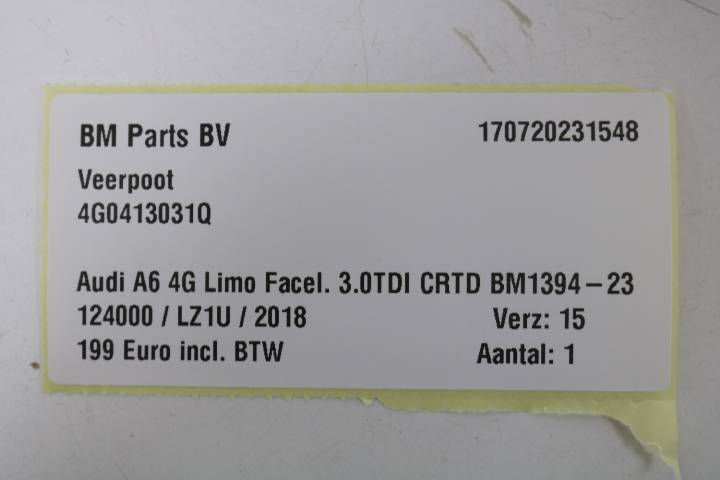 BM Parts BV 170720231548
Veerpoot
4G0413031Q
Audi A6 4G Limo Facel. 3.0TDI CRTD BM1394-23
124000 / LZ1U / 2018 Verz: 15
199 Euro incl. BTW Aantal: 1